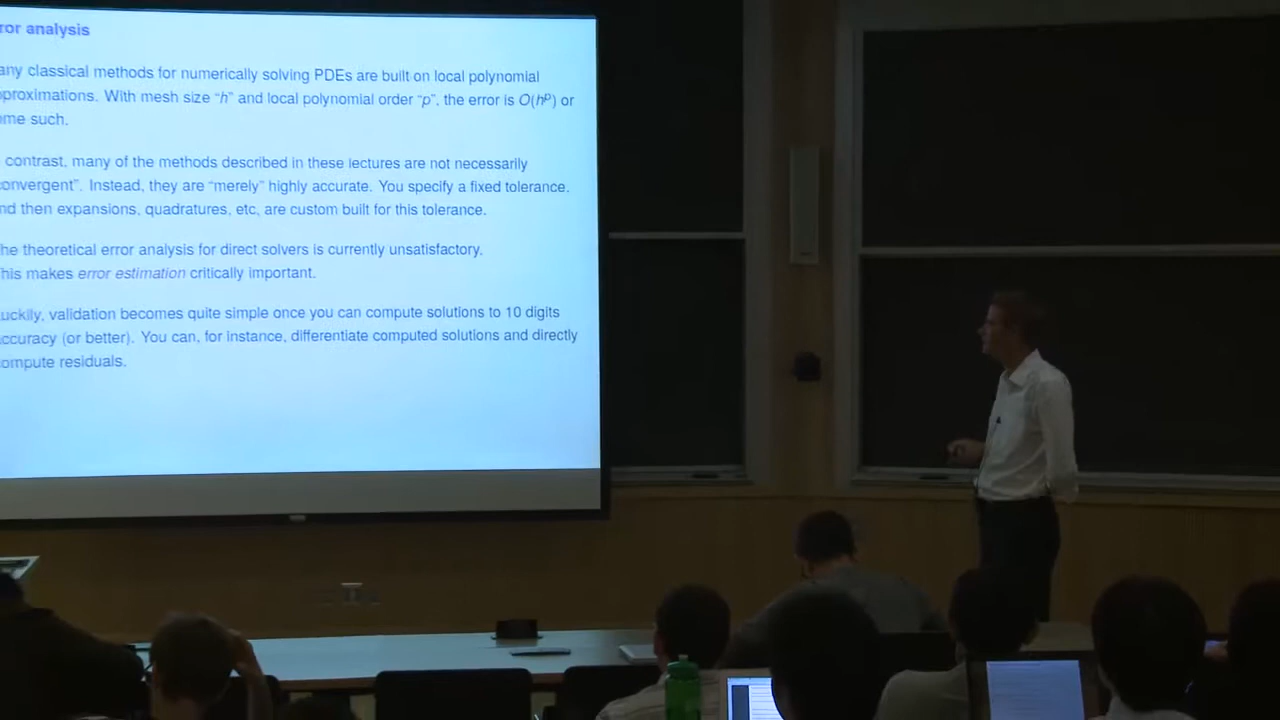 ror analysis
any classical methods for numerically solving PDEs are built on local polynomial
pproximations. With mesh size “h” and local polynomial order “p”, the error is O(hᵖ) or
ome such.
contrast, many of the methods described in these lectures are not necessarily
onvergent”. Instead, they are “merely” highly accurate. You specify a fixed tolerance.
nd then expansions, quadratures, etc, are custom built for this tolerance.
he theoretical error analysis for direct solvers is currently unsatisfactory.
his makes error estimation critically important.
uckily, validation becomes quite simple once you can compute solutions to 10 digits
ccuracy (or better). You can, for instance, differentiate computed solutions and directly
ompute residuals.